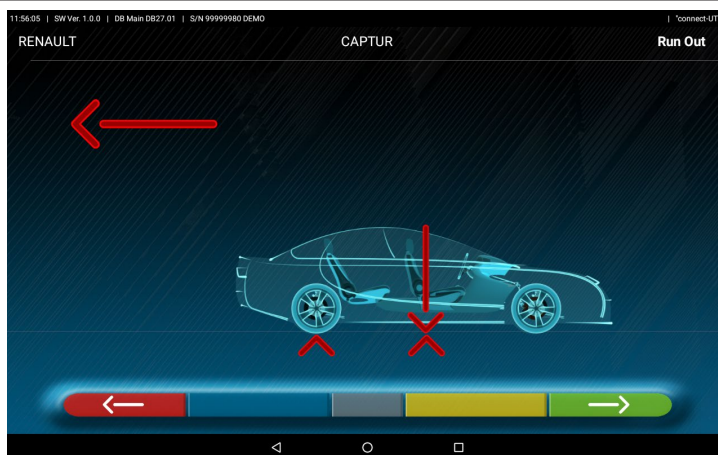 11:56:05 | SW Ver. 1.0.0 | DB Main DB27.01 | S/N 99999980 DEMO | "connect-UT
RENAULT CAPTUR Run Out